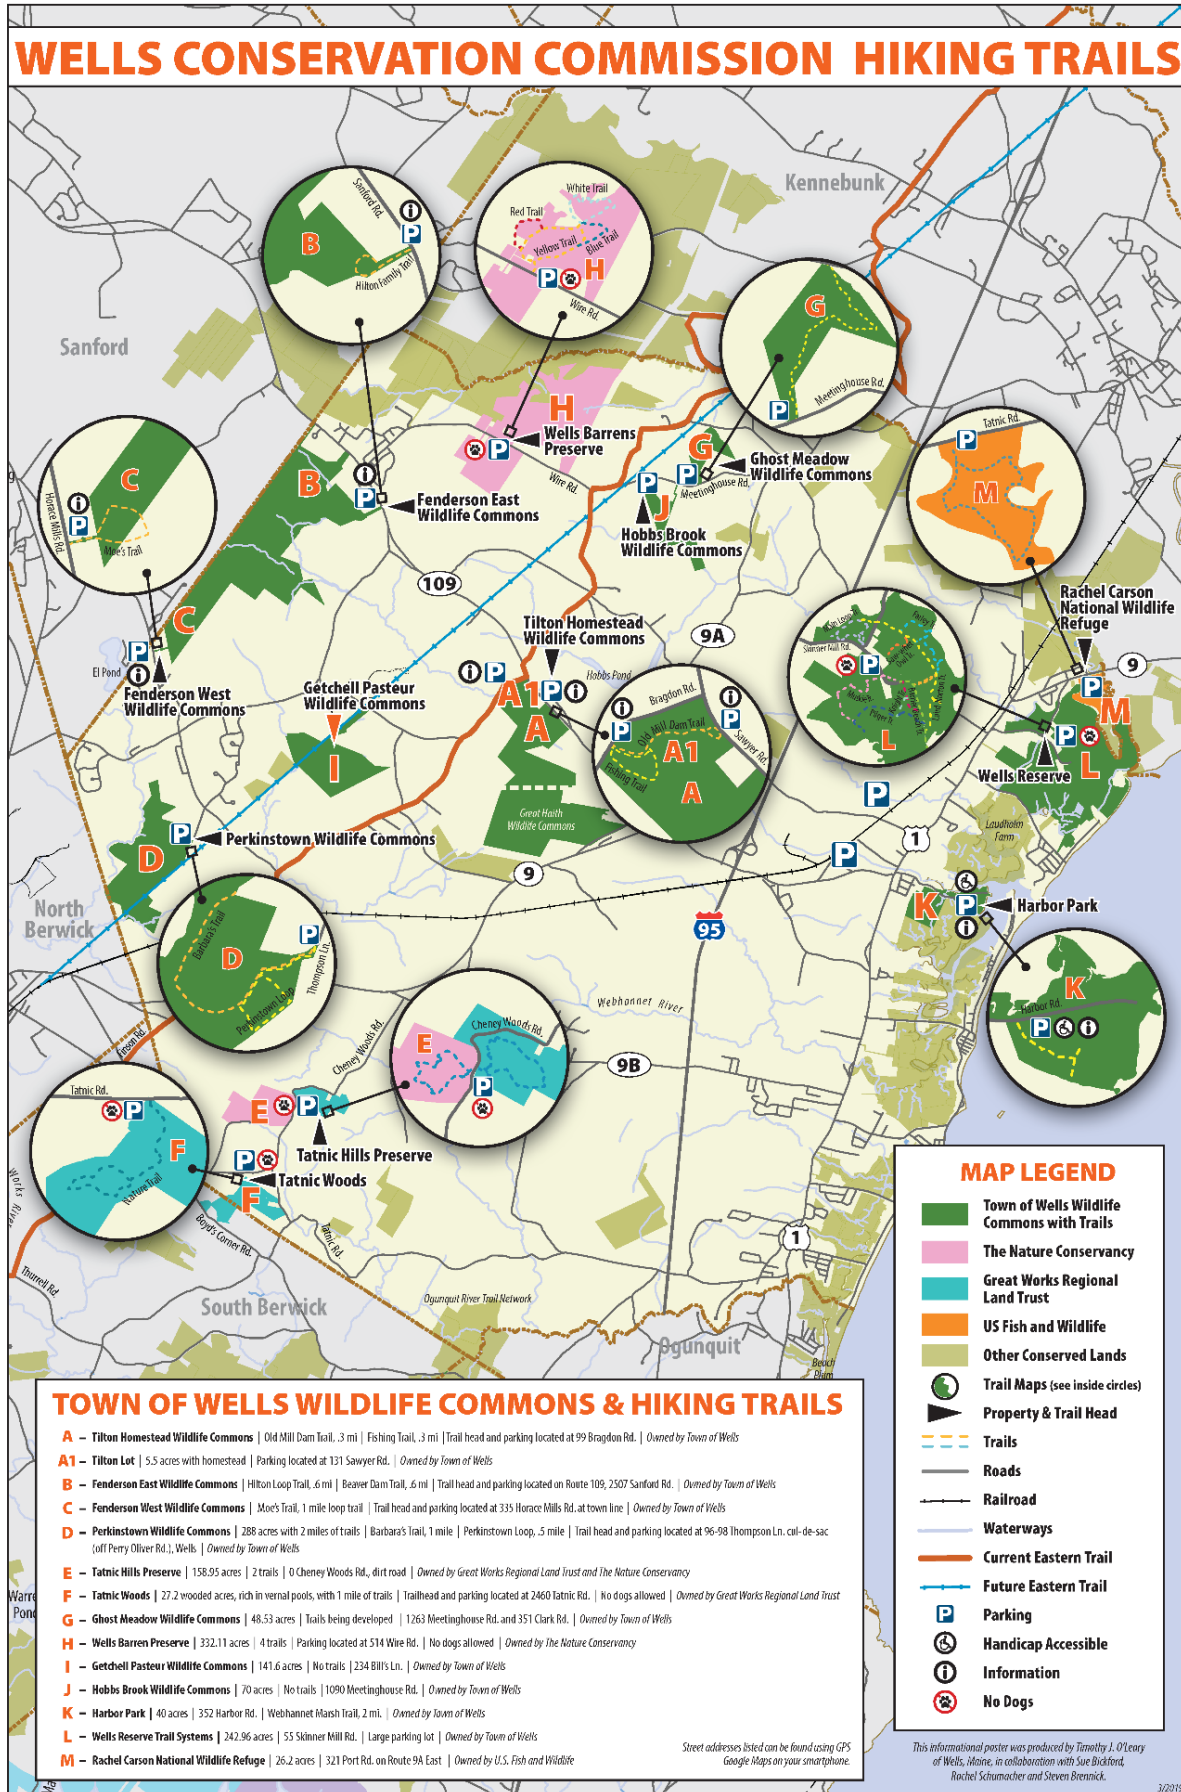 WELLS CONSERVATION COMMISSION HIKING TRAILS
Kennebunk
Sanford
B
Sanford Rd.
Hilton Family Trail
White Trail
Red Trail
Yellow Trail
Blue Trail
H
Wire Rd.
G
Meetinghouse Rd.
C
Horace Mills Rd.
Moe's Trail
Tatnic Rd.
M
H
Wells Barrens
Preserve
Wire Rd.
B
Fenderson East
Wildlife Commons
G
Ghost Meadow
Wildlife Commons
Meetinghouse Rd.
J
Hobbs Brook
Wildlife Commons
109
C
El Pond
Fenderson West
Wildlife Commons
Tilton Homestead
Wildlife Commons
9A
Hobbs Pond
Rachel Carson
National Wildlife
Refuge
9
M
Skinner Mill Rd.
L
Wells Reserve
L
Getchell Pasteur
Wildlife Commons
I
A1
A
Great Haith
Wildlife Commons
Bragdon Rd.
Old Mill Dam Trail
Sawyer Rd.
Fishing Trail
A1
A
Perkinstown Wildlife Commons
D
9
1
Laudholm
Farm
North
Berwick
Barbara's Trail
D
Perkinstown Loop
Thompson Ln.
95
K
Harbor Park
K
Harbor Rd.
Webhannet River
Cheney Woods Rd.
E
Cheney Woods Rd.
9B
Tatnic Rd.
F
Nature Trail
E
Tatnic Hills Preserve
Tatnic Woods
F
Boyd's Corner Rd.
Tatnic Rd.
Thurrell Rd.
South Berwick
Ogunquit River Trail Network
1
Ogunquit
Beach
Plum
MAP LEGEND
Town of Wells Wildlife
Commons with Trails
The Nature Conservancy
Great Works Regional
Land Trust
US Fish and Wildlife
Other Conserved Lands
Trail Maps (see inside circles)
Property & Trail Head
Trails
Roads
Railroad
Waterways
Current Eastern Trail
Future Eastern Trail
P Parking
Handicap Accessible
i Information
No Dogs
TOWN OF WELLS WILDLIFE COMMONS & HIKING TRAILS
A – Tilton Homestead Wildlife Commons | Old Mill Dam Trail, .3 mi | Fishing Trail, .3 mi | Trail head and parking located at 99 Bragdon Rd. | Owned by Town of Wells
A1 – Tilton Lot | 5.5 acres with homestead | Parking located at 131 Sawyer Rd. | Owned by Town of Wells
B – Fenderson East Wildlife Commons | Hilton Loop Trail, .6 mi | Beaver Dam Trail, .6 mi | Trail head and parking located on Route 109, 2507 Sanford Rd. | Owned by Town of Wells
C – Fenderson West Wildlife Commons | Moe's Trail, 1 mile loop trail | Trail head and parking located at 335 Horace Mills Rd. at town line | Owned by Town of Wells
D – Perkinstown Wildlife Commons | 288 acres with 2 miles of trails | Barbara's Trail, 1 mile | Perkinstown Loop, .5 mile | Trail head and parking located at 96-98 Thompson Ln. cul-de-sac
(off Perry Oliver Rd.), Wells | Owned by Town of Wells
E – Tatnic Hills Preserve | 158.95 acres | 2 trails | 0 Cheney Woods Rd., dirt road | Owned by Great Works Regional Land Trust and The Nature Conservancy
F – Tatnic Woods | 27.2 wooded acres, rich in vernal pools, with 1 mile of trails | Trailhead and parking located at 2460 Tatnic Rd. | No dogs allowed | Owned by Great Works Regional Land Trust
G – Ghost Meadow Wildlife Commons | 48.53 acres | Trails being developed | 1263 Meetinghouse Rd. and 351 Clark Rd. | Owned by Town of Wells
H – Wells Barren Preserve | 332.11 acres | 4 trails | Parking located at 514 Wire Rd. | No dogs allowed | Owned by The Nature Conservancy
I – Getchell Pasteur Wildlife Commons | 141.6 acres | No trails | 234 Bill's Ln. | Owned by Town of Wells
J – Hobbs Brook Wildlife Commons | 70 acres | No trails | 1090 Meetinghouse Rd. | Owned by Town of Wells
K – Harbor Park | 40 acres | 352 Harbor Rd. | Webhannet Marsh Trail, 2 mi. | Owned by Town of Wells
L – Wells Reserve Trail Systems | 242.96 acres | 55 Skinner Mill Rd. | Large parking lot | Owned by Town of Wells
M – Rachel Carson National Wildlife Refuge | 26.2 acres | 321 Port Rd. on Route 9A East | Owned by U.S. Fish and Wildlife
Street addresses listed can be found using GPS
Google Maps on your smartphone.
This informational poster was produced by Timothy J. O'Leary
of Wells, Maine, in collaboration with Sue Bickford,
Rachel Schumacher and Steven Brennick.
3/2019